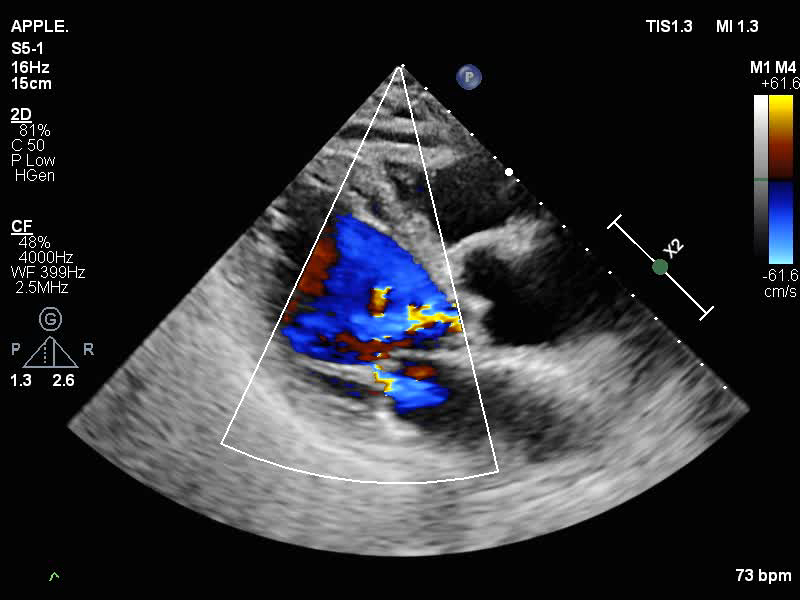 APPLE.
S5-1
16Hz
15cm
2D
81%
C 50
P Low
HGen
CF
48%
4000Hz
WF 399Hz
2.5MHz
G
P R
1.3 2.6
TIS1.3 MI 1.3
P
M1 M4
+61.6
-61.6
cm/s
X2
73 bpm